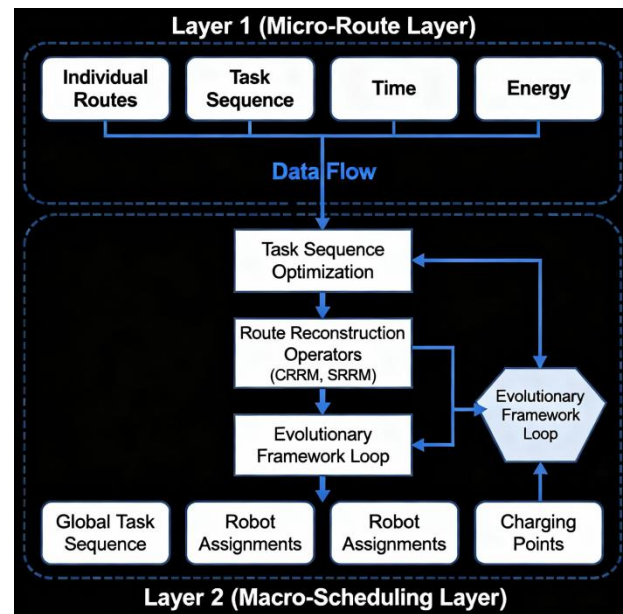 Layer 1 (Micro-Route Layer)
Individual
Routes
Task
Sequence
Time
Energy
Data Flow
Task Sequence
Optimization
Route Reconstruction
Operators
(CRRM, SRRM)
Evolutionary
Framework Loop
Evolutionary
Framework
Loop
Global Task
Sequence
Robot
Assignments
Robot
Assignments
Charging
Points
Layer 2 (Macro-Scheduling Layer)